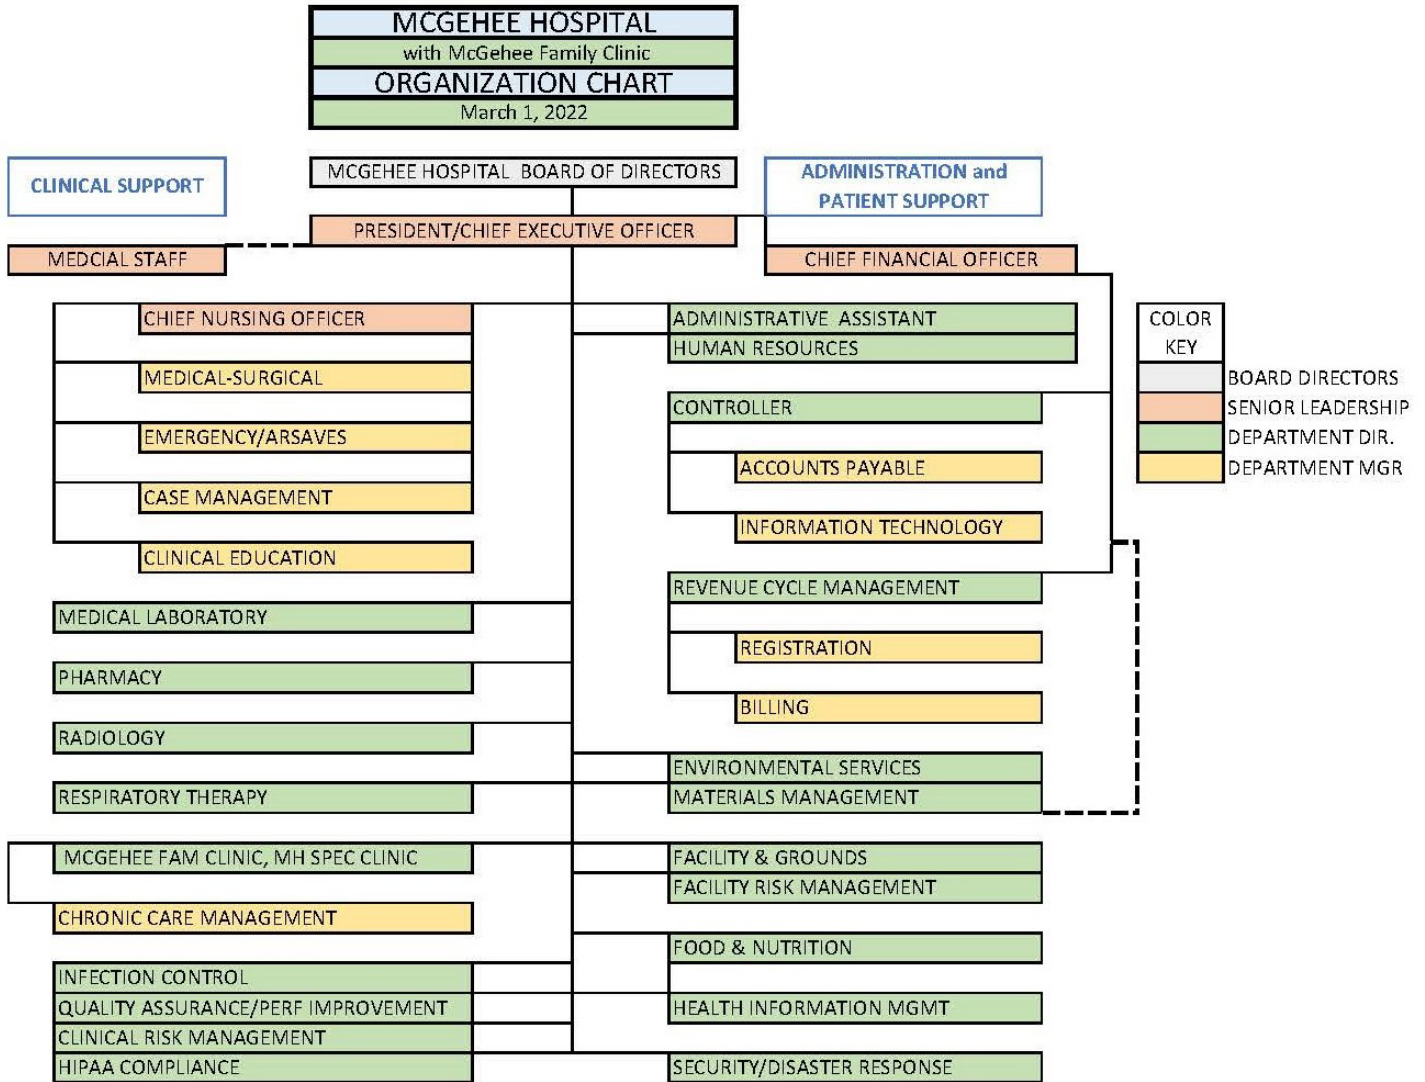 MCGEHEE HOSPITAL
with McGehee Family Clinic
ORGANIZATION CHART
March 1, 2022
CLINICAL SUPPORT
MCGEHEE HOSPITAL BOARD OF DIRECTORS
ADMINISTRATION and
PATIENT SUPPORT
PRESIDENT/CHIEF EXECUTIVE OFFICER
MEDCIAL STAFF
CHIEF FINANCIAL OFFICER
CHIEF NURSING OFFICER
MEDICAL-SURGICAL
EMERGENCY/ARSAVES
CASE MANAGEMENT
CLINICAL EDUCATION
MEDICAL LABORATORY
PHARMACY
RADIOLOGY
RESPIRATORY THERAPY
MCGEHEE FAM CLINIC, MH SPEC CLINIC
CHRONIC CARE MANAGEMENT
INFECTION CONTROL
QUALITY ASSURANCE/PERF IMPROVEMENT
CLINICAL RISK MANAGEMENT
HIPAA COMPLIANCE
ADMINISTRATIVE ASSISTANT
HUMAN RESOURCES
CONTROLLER
ACCOUNTS PAYABLE
INFORMATION TECHNOLOGY
REVENUE CYCLE MANAGEMENT
REGISTRATION
BILLING
ENVIRONMENTAL SERVICES
MATERIALS MANAGEMENT
FACILITY & GROUNDS
FACILITY RISK MANAGEMENT
FOOD & NUTRITION
HEALTH INFORMATION MGMT
SECURITY/DISASTER RESPONSE
COLOR
KEY
BOARD DIRECTORS
SENIOR LEADERSHIP
DEPARTMENT DIR.
DEPARTMENT MGR